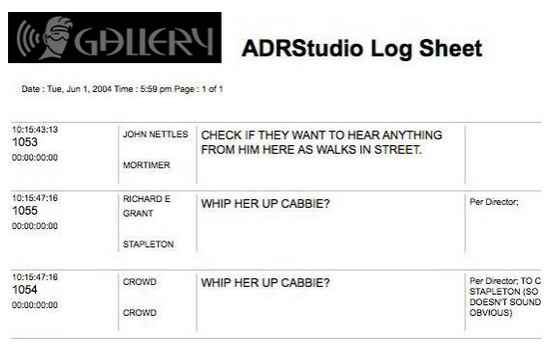 GALLERY
ADRStudio Log Sheet
Date : Tue, Jun 1, 2004 Time : 5:59 pm Page : 1 of 1
10:15:43:13
1053
00:00:00:00
JOHN NETTLES
MORTIMER
CHECK IF THEY WANT TO HEAR ANYTHING
FROM HIM HERE AS WALKS IN STREET.
10:15:47:16
1055
00:00:00:00
RICHARD E
GRANT
STAPLETON
WHIP HER UP CABBIE?
Per Director;
10:15:47:16
1054
00:00:00:00
CROWD
CROWD
WHIP HER UP CABBIE?
Per Director; TO C
STAPLETON (SO
DOESN'T SOUND
OBVIOUS)